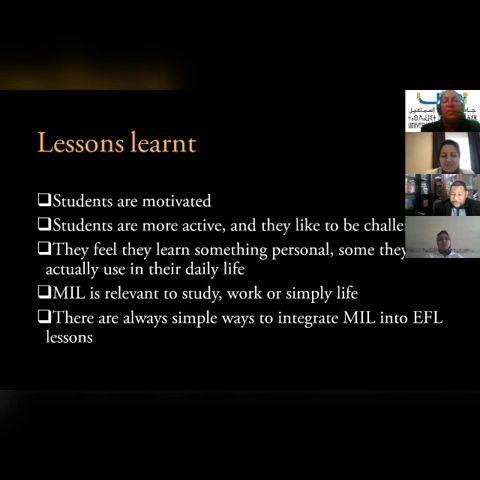 Lessons learnt
❑Students are motivated
❑Students are more active, and they like to be challe
❑They feel they learn something personal, some they
actually use in their daily life
❑MIL is relevant to study, work or simply life
❑There are always simple ways to integrate MIL into EFL
lessons